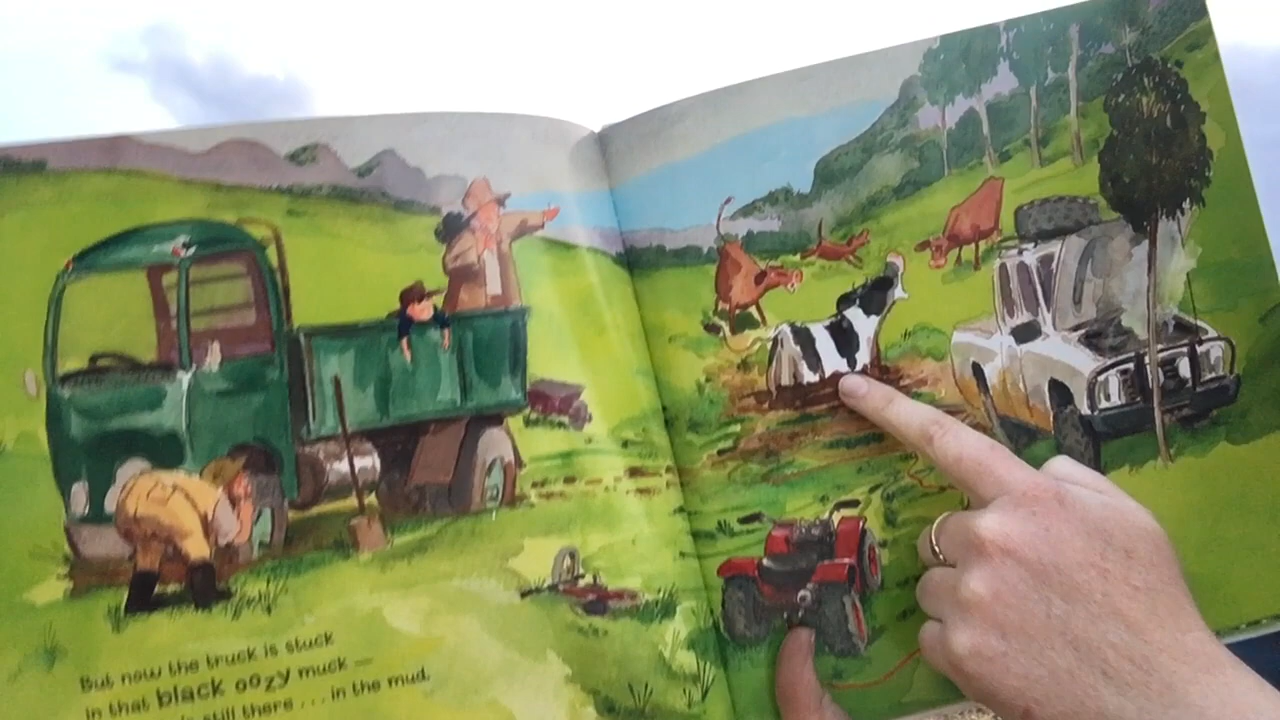 But now the truck is stuck
in that black oozy muck —
still there . . . in the mud.